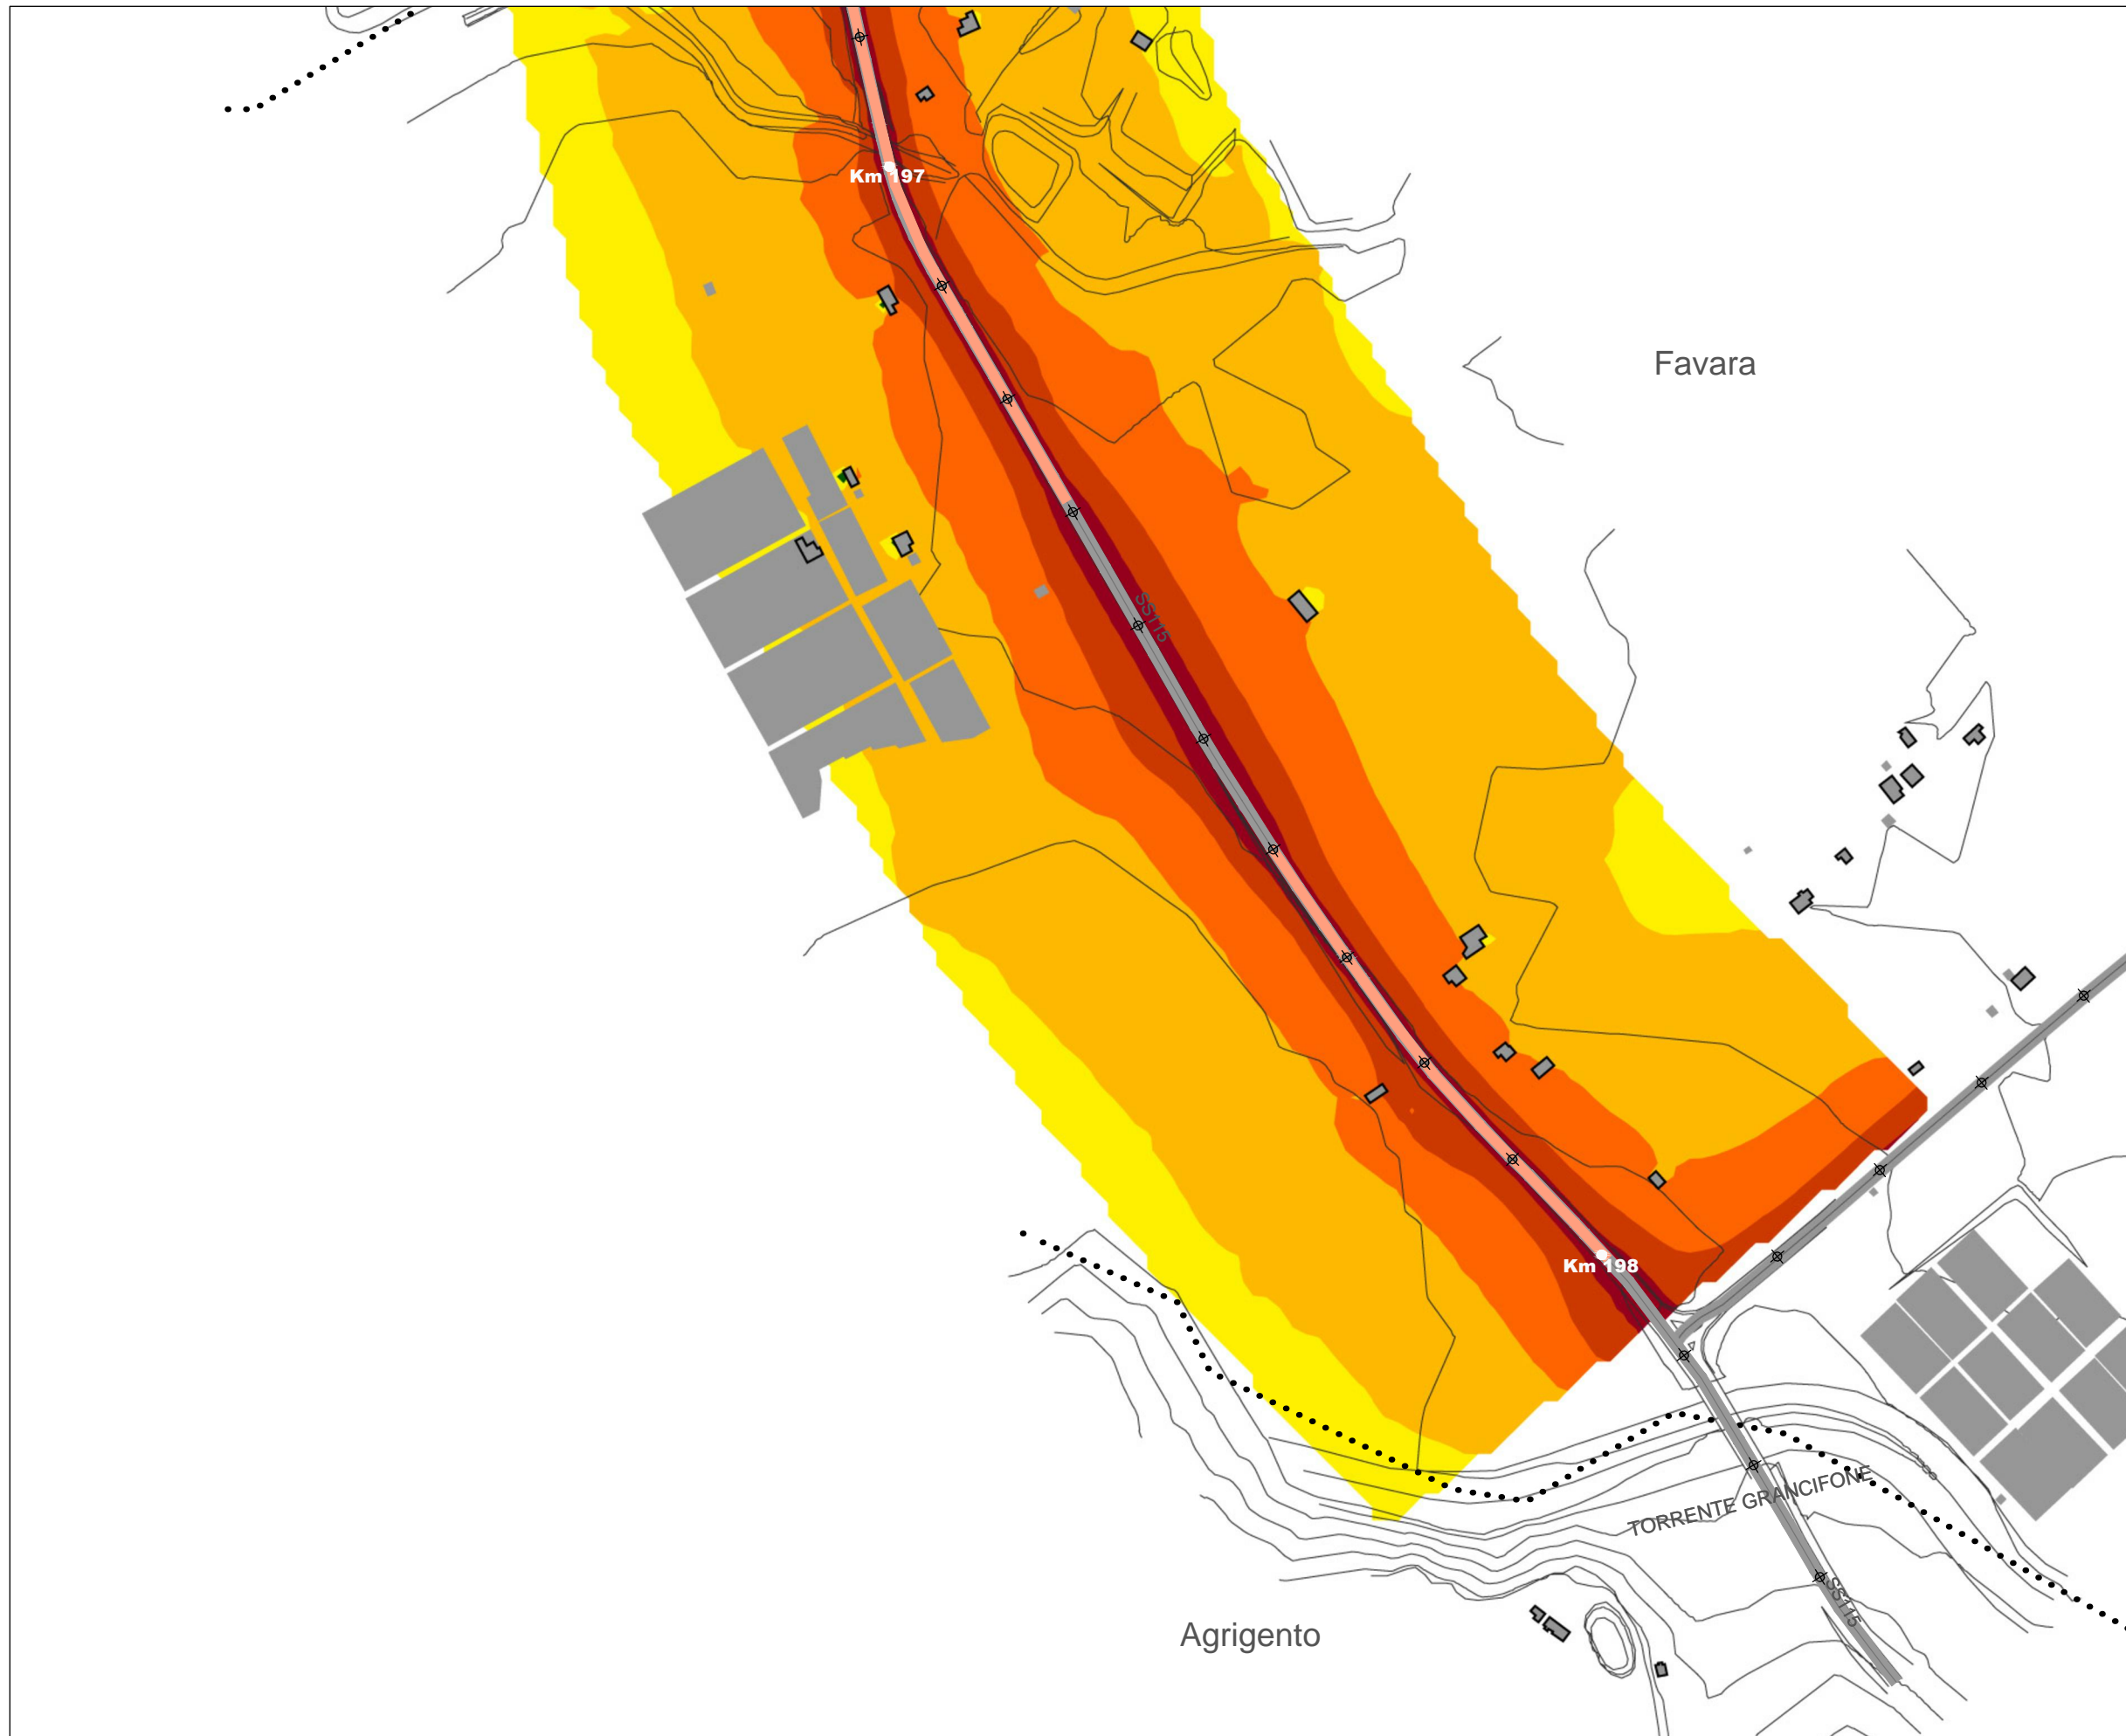 Km 197
Favara
SS115
Km 198
TORRENTE GRANCIFONE
SS115
Agrigento